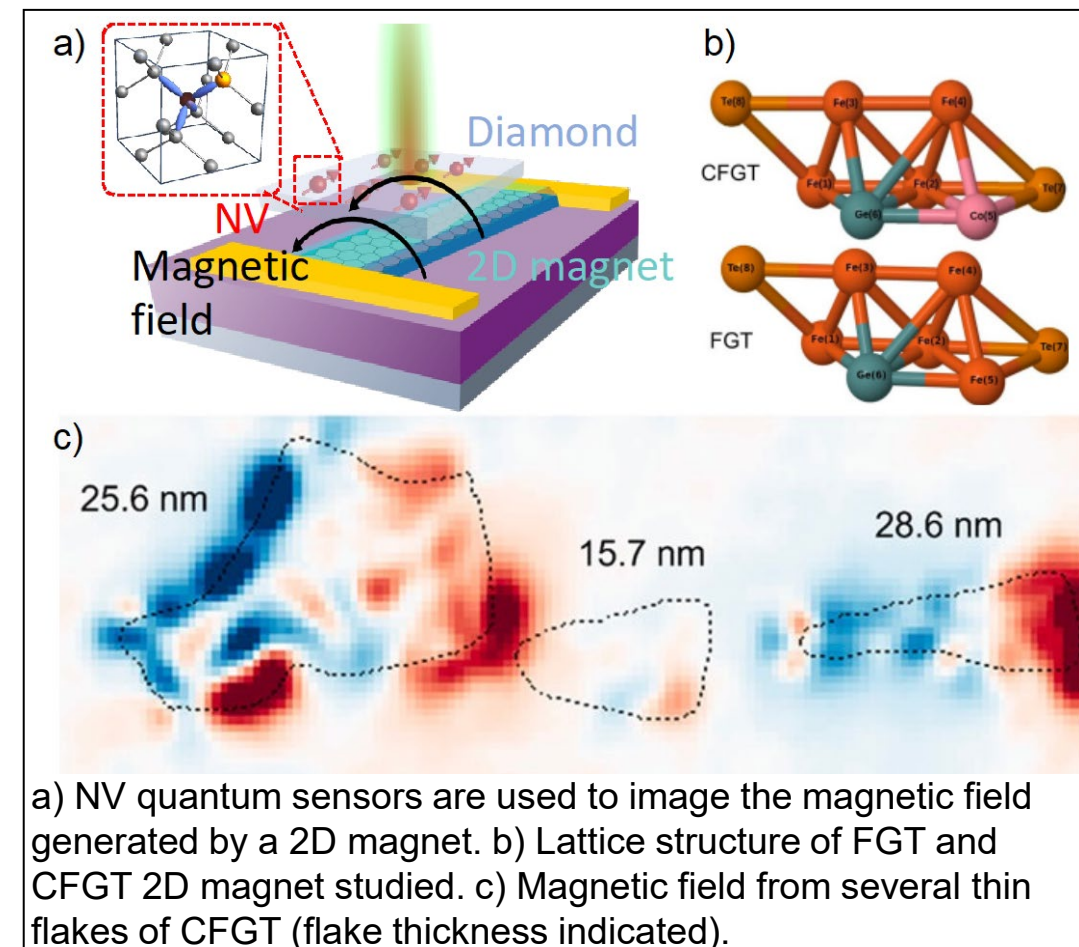 a)
Diamond
NV
Magnetic
field
2D magnet
b)
Te(8)
Fe(3)
Fe(4)
CFGT
Fe(1)
Fe(2)
Te(7)
Ge(6)
Co(5)
Te(8)
Fe(3)
Fe(4)
FGT
Fe(1)
Fe(2)
Te(7)
Ge(6)
Fe(5)
c)
25.6 nm
15.7 nm
28.6 nm
a) NV quantum sensors are used to image the magnetic field
generated by a 2D magnet. b) Lattice structure of FGT and
CFGT 2D magnet studied. c) Magnetic field from several thin
flakes of CFGT (flake thickness indicated).